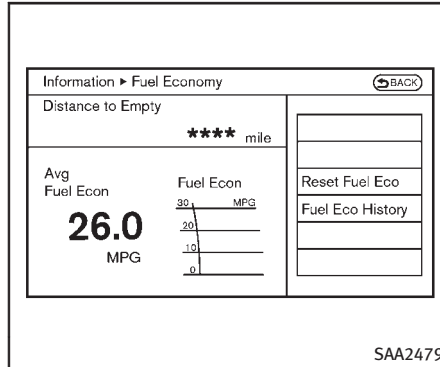 Information ▸ Fuel Economy
BACK
Distance to Empty
**** mile
Avg
Fuel Econ
26.0
MPG
Fuel Econ
30 MPG
20
10
0
Reset Fuel Eco
Fuel Eco History
SAA2479